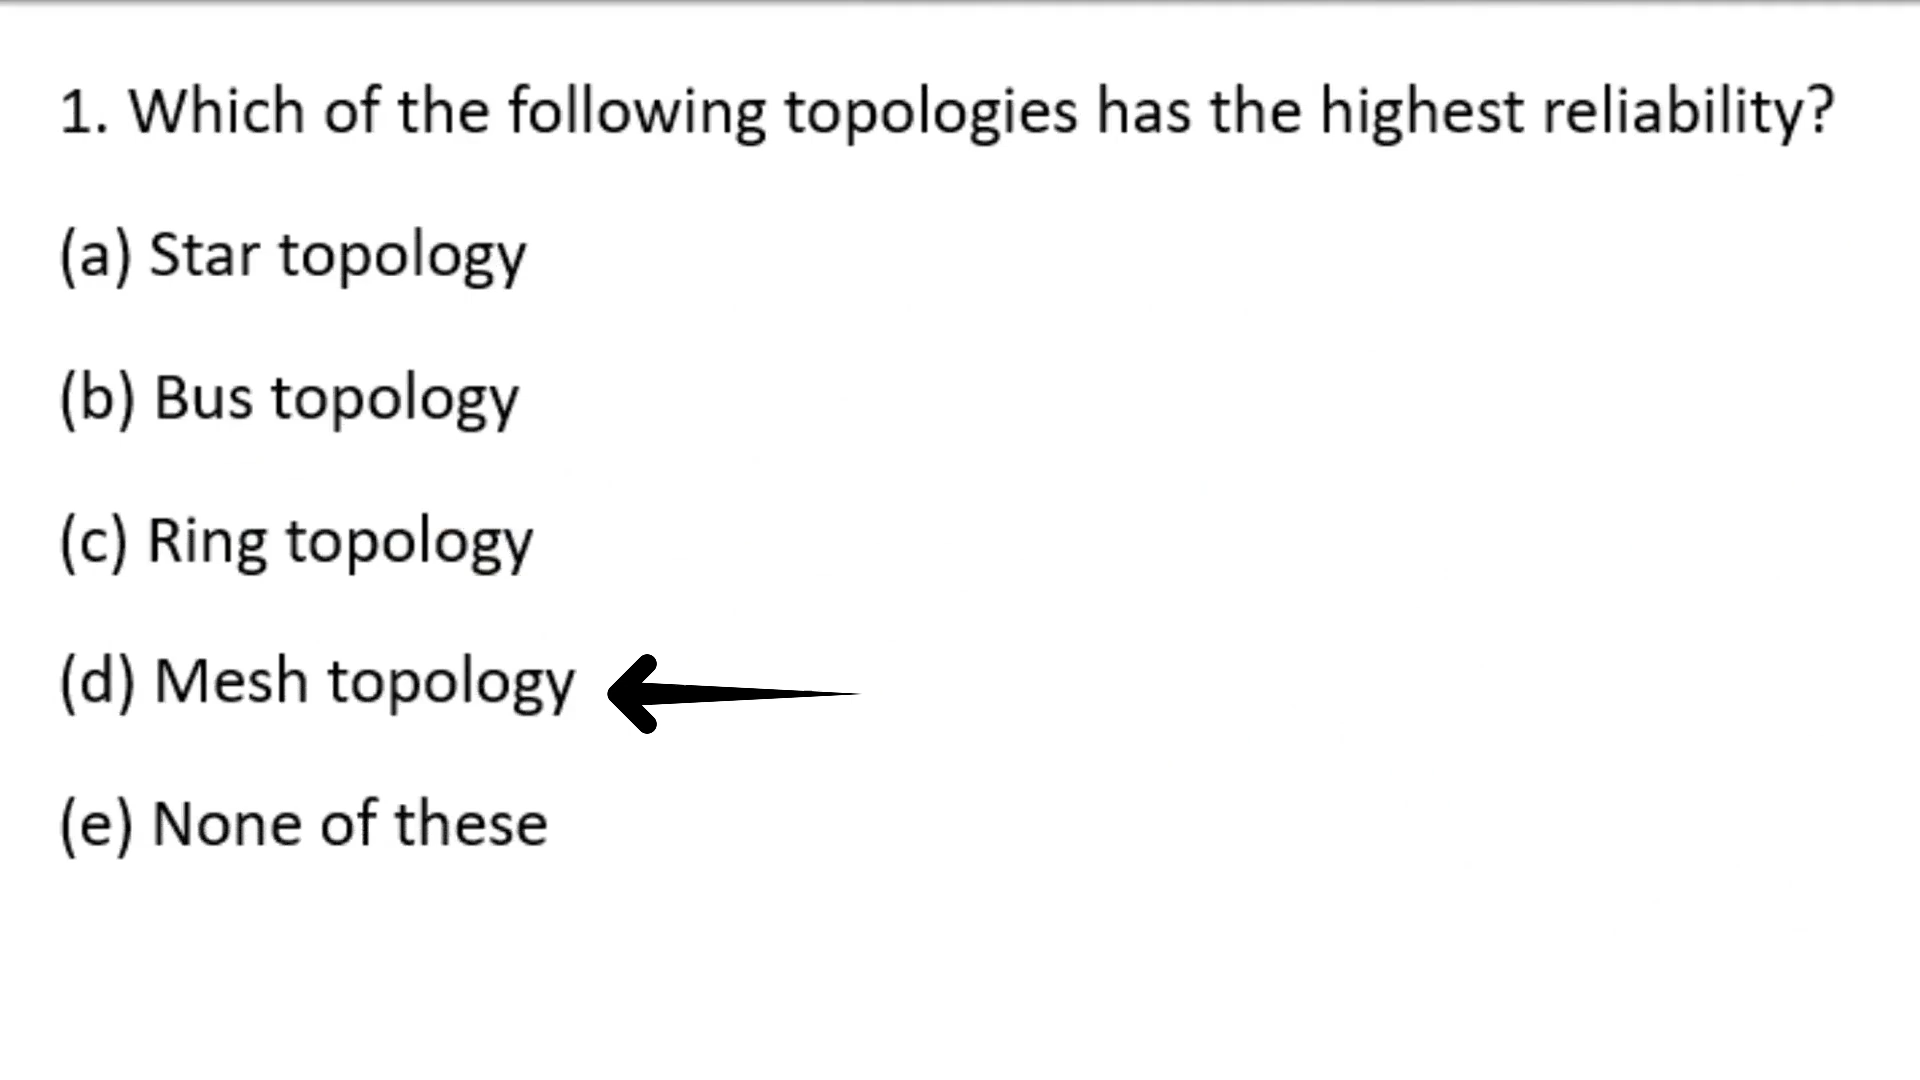 1. Which of the following topologies has the highest reliability?
(a) Star topology
(b) Bus topology
(c) Ring topology
(d) Mesh topology
(e) None of these